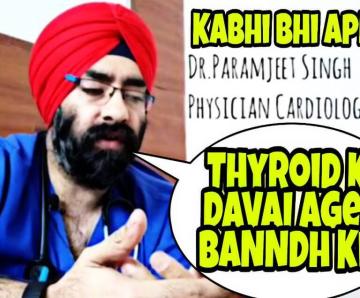 KABHI BHI AP
Dr.Paramjeet Singh
Physician Cardiolog
THYROID K
DAVAI AGE
BANNDH K